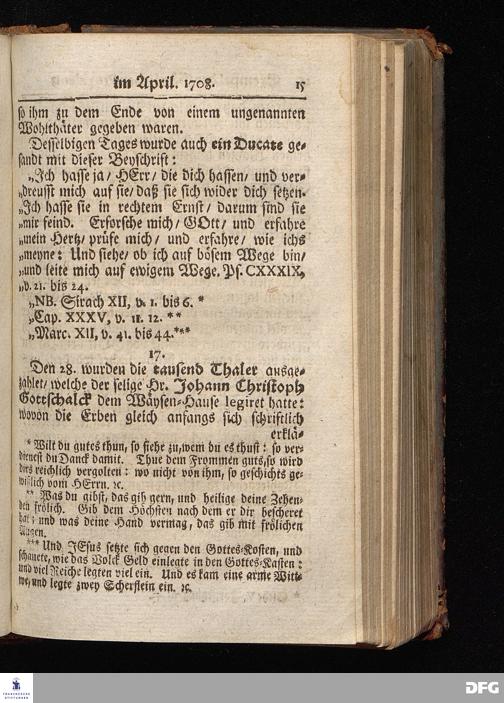 im April. 1708. 15
so ihm zu dem Ende von einem ungenannten
Wohlthäter gegeben waren.
Desselbigen Tages wurde auch ein Ducate ge-
sandt mit dieser Beyschrift:
„Ich hasse ja/ HErr/ die dich hassen/ und ver-
„dreusst mich auf sie/ daß sie sich wider dich setzen.
„Ich hasse sie in rechtem Ernst/ darum sind sie
„mir feind. Erforsche mich/ GOtt/ und erfahre
„mein Hertz/ prüfe mich/ und erfahre/ wie ichs
„meyne: Und siehe/ ob ich auf bösem Wege bin/
„und leite mich auf ewigem Wege. Ps. CXXXIX,
„v. 21. bis 24.
„NB. Sirach XII, v. 1. bis 6. *
„Cap. XXXV, v. 11. 12. **
„Marc. XII, v. 41. bis 44.***
17.
Den 28. wurden die tausend Thaler ausge-
zahlet/ welche der selige Hr. Johann Christoph
Gottschalck dem Wäysen-Hause legiret hatte:
wovon die Erben gleich anfangs sich schriftlich
erklä-
* Wilt du gutes thun, so siehe zu, wem du es thust: so ver-
dienest du Danck damit. Thue dem Frommen guts, so wird
dirs reichlich vergolten: wo nicht von ihm, so geschichts ge-
wißlich vom HErrn. ꝛc.
** Was du gibst, das gib gern, und heilige deine Zehen-
den frölich. Gib dem Höchsten nach dem er dir bescheret
hat; und was deine Hand vermag, das gib mit frölichen
Augen.
*** Und JEsus setzte sich gegen den Gottes-Kosten, und
schauete, wie das Volck Geld einlegte in den Gottes-Kasten:
und viel Reiche legten viel ein. Und es kam eine arme Witt-
we, und legte zwey Scherflein ein. ꝛc.
FRANCKESCHE
STIFTUNGEN
DFG